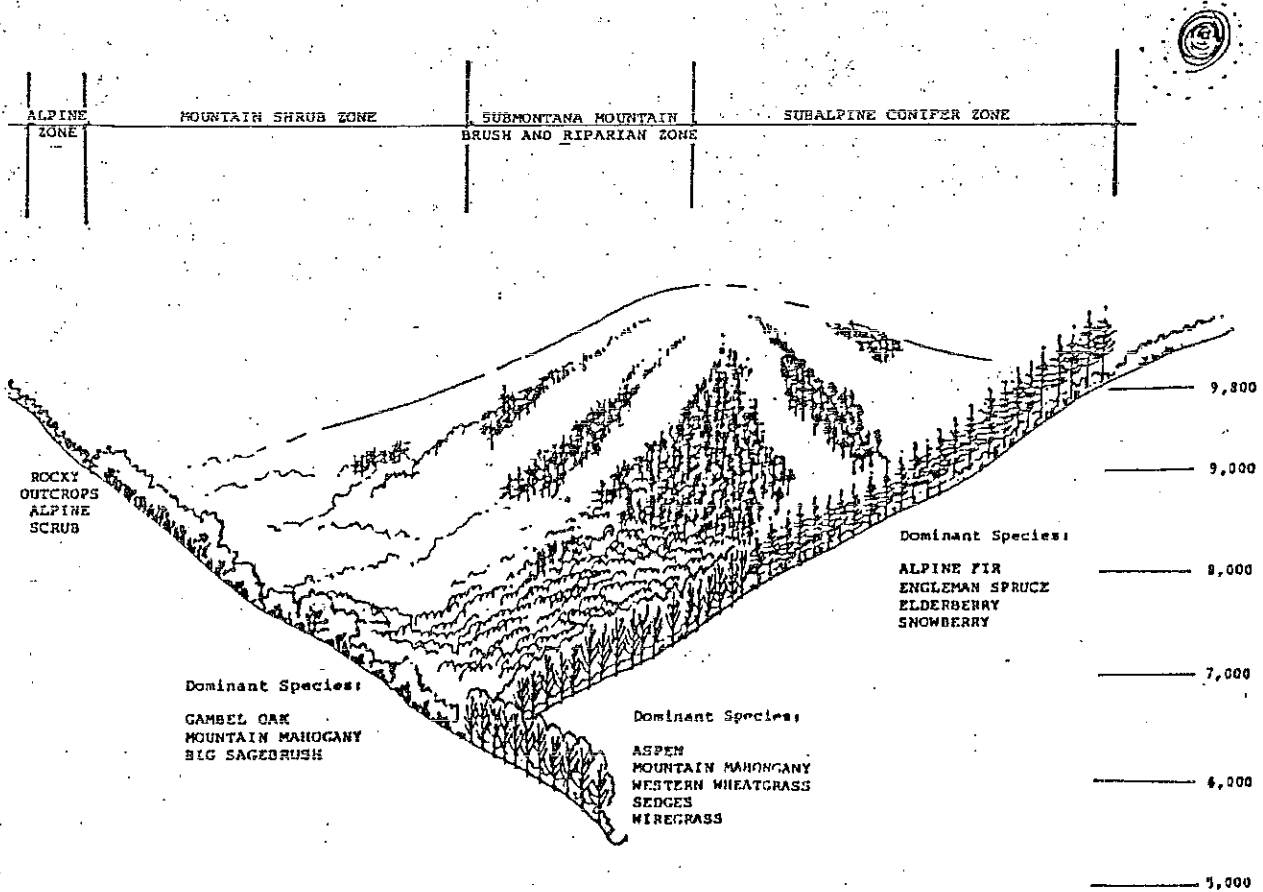 ALPINE
ZONE
MOUNTAIN SHRUB ZONE
SUBMONTANA MOUNTAIN
BRUSH AND RIPARIAN ZONE
SUBALPINE CONIFER ZONE
ROCKY
OUTCROPS
ALPINE
SCRUB
Dominant Species:
GAMBEL OAK
MOUNTAIN MAHOGANY
BIG SAGEBRUSH
Dominant Species:
ASPEN
MOUNTAIN MAHONGANY
WESTERN WHEATGRASS
SEDGES
WIREGRASS
Dominant Species:
ALPINE FIR
ENGLEMAN SPRUCE
ELDERBERRY
SNOWBERRY
9,800
9,000
8,000
7,000
6,000
5,000